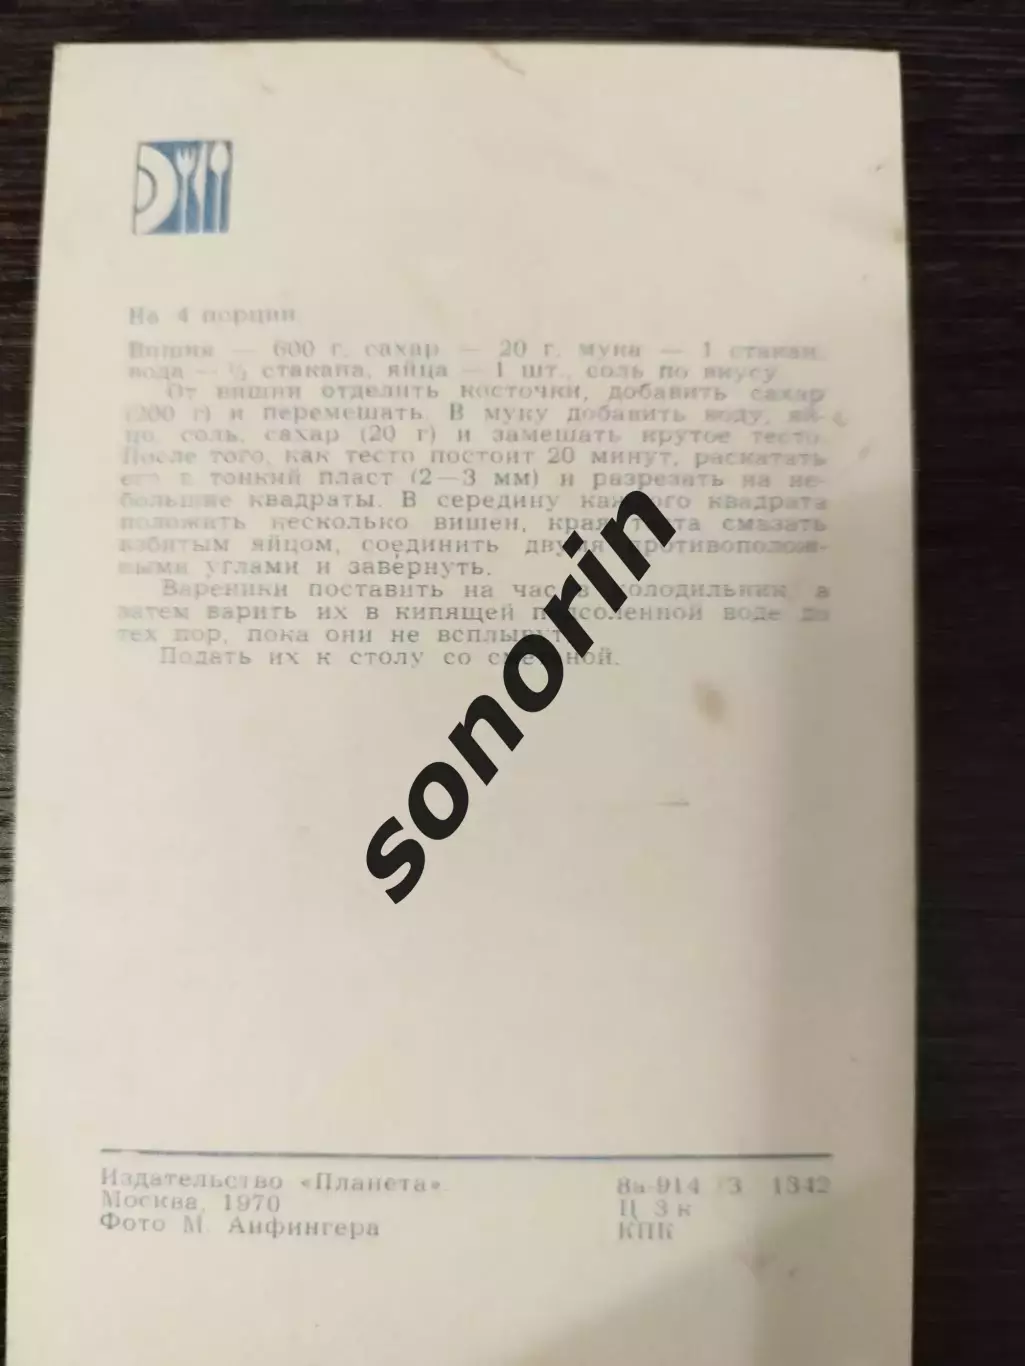 На 4 порции
Вишня — 600 г, сахар — 20 г, мука — 1 стакан,
вода — стакана, яйца — 1 шт., соль по вкусу
От вишни отделить косточки, добавить сахар
(200 г) и перемешать. В муку добавить воду, яй-
цо, соль, сахар (20 г) и замешать крутое тесто.
После того, как тесто постоит 20 минут, раскатать
его в тонкий пласт (2—3 мм) и разрезать на не-
большие квадраты. В середину каждого квадрата
положить несколько вишен, края теста смазать
взбитым яйцом, соединить двумя противополож-
ными углами и завернуть.
Вареники поставить на час в холодильник, а
затем варить их в кипящей подсоленной воде до
тех пор, пока они не всплывут.
Подать их к столу со сметаной.
sonorin
Издательство «Планета».
Москва, 1970
Фото М. Анфингера
8а-914 /3 1342
Ц 3 к
КПК